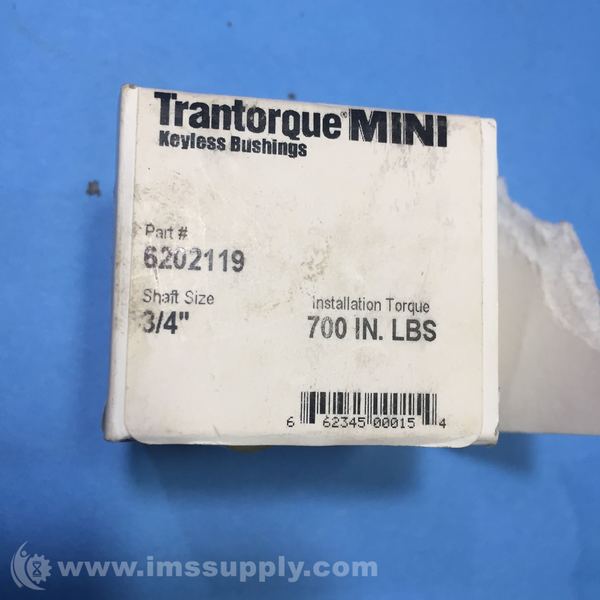 Trantorque® MINI
Keyless Bushings
Part #
6202119
Shaft Size
3/4"
Installation Torque
700 IN. LBS
6 62345 00015 4
www.imssupply.com